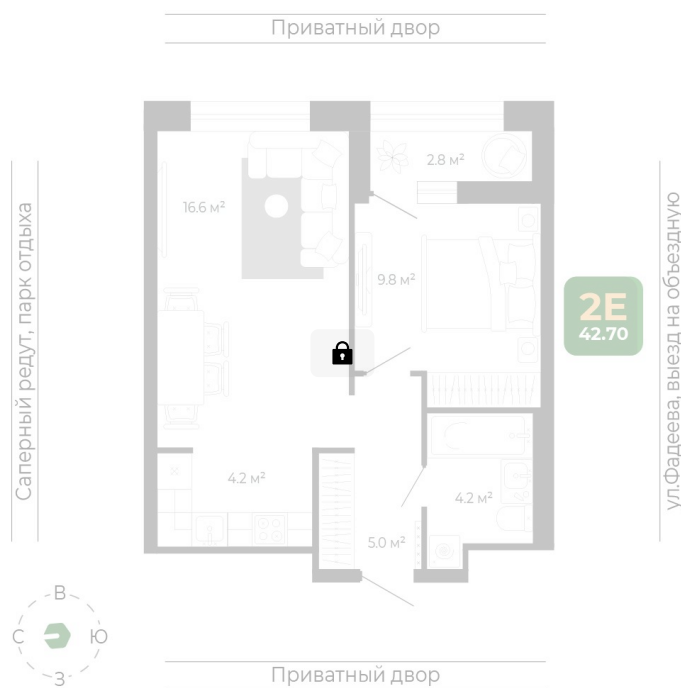 Приватный двор
2.8 м²
16.6 м²
9.8 м²
Саперный редут, парк отдыха
ул.Фадеева, выезд на объездную
2Е
42.70
4.2 м²
4.2 м²
5.0 м²
В
С
Ю
З
Приватный двор